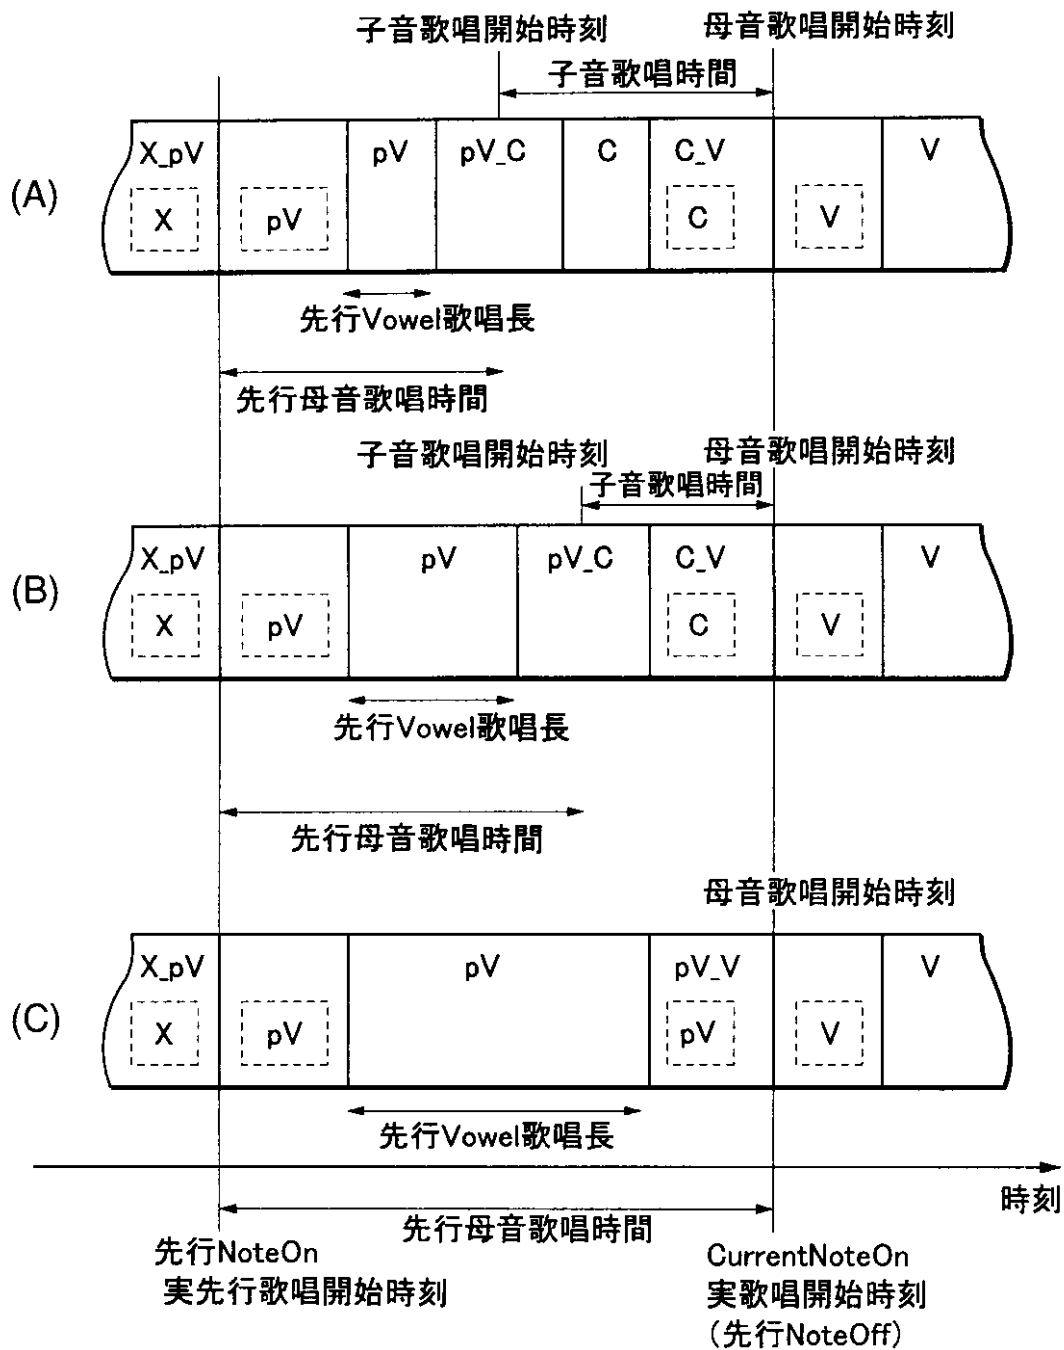 子音歌唱開始時刻 母音歌唱開始時刻
子音歌唱時間
(A)
X_pV pV pV_C C C_V V
X pV C V
先行Vowel歌唱長
先行母音歌唱時間
子音歌唱開始時刻 母音歌唱開始時刻
子音歌唱時間
(B)
X_pV pV pV_C C_V V
X pV C V
先行Vowel歌唱長
先行母音歌唱時間
母音歌唱開始時刻
(C)
X_pV pV pV_V V
X pV pV V
先行Vowel歌唱長
時刻
先行母音歌唱時間
先行NoteOn
実先行歌唱開始時刻
CurrentNoteOn
実歌唱開始時刻
(先行NoteOff)